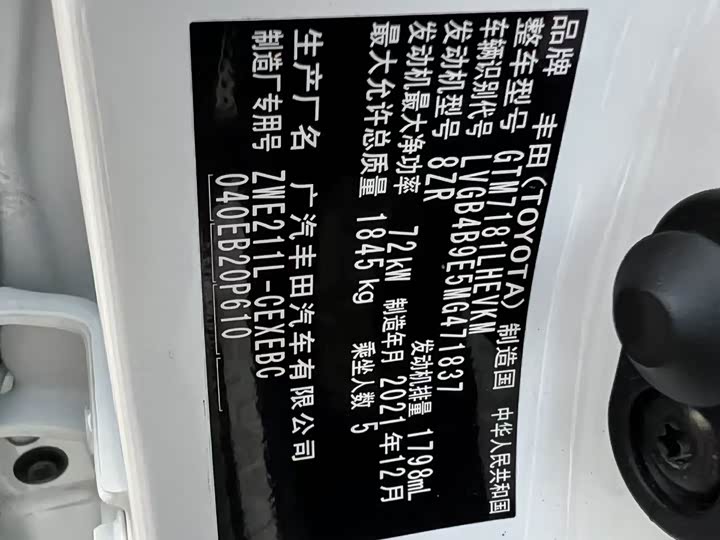 品牌 丰田(TOYOTA) 制造国 中华人民共和国
整车型号 GTM7181LHEVKM
车辆识别代号 LVGB4B9E5MG471837
发动机型号 8ZR 发动机排量 1798mL
发动机最大净功率 72kW 制造年月 2021年12月
最大允许总质量 1845kg 乘坐人数 5
生产厂名 广汽丰田汽车有限公司
制造厂专用号 ZWE211L-GEXEBC
040EB20P610